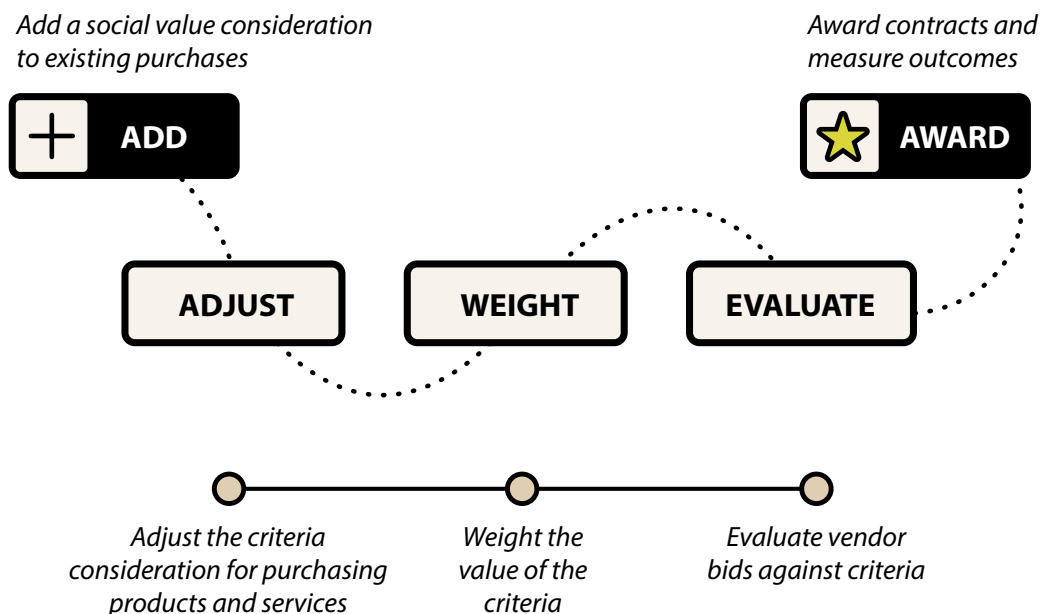 Add a social value consideration
to existing purchases
Award contracts and
measure outcomes
ADD
AWARD
ADJUST
WEIGHT
EVALUATE
Adjust the criteria
consideration for purchasing
products and services
Weight the
value of the
criteria
Evaluate vendor
bids against criteria